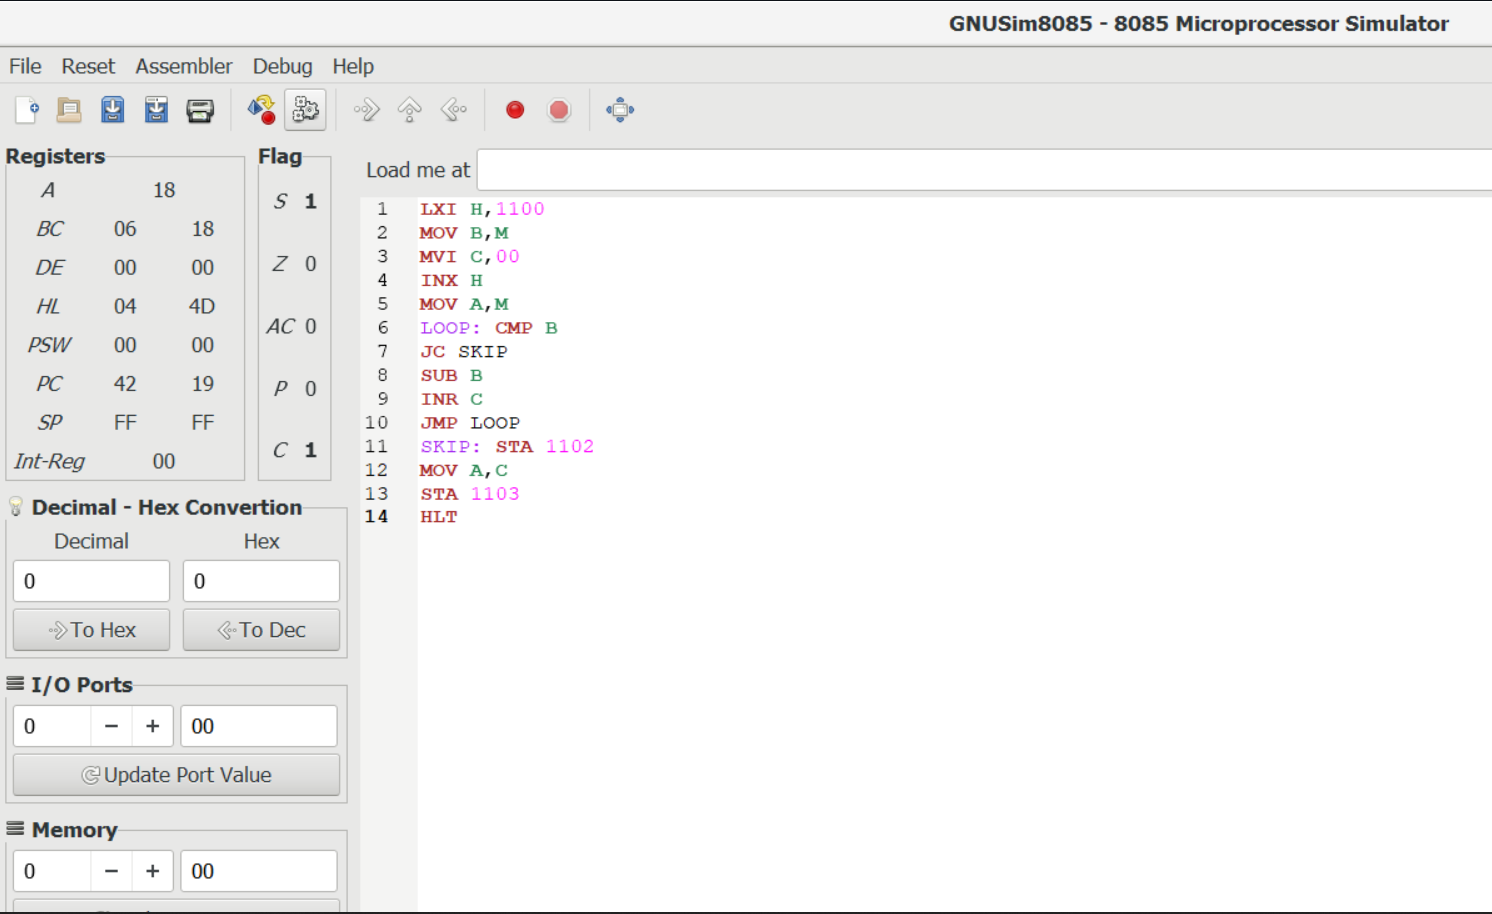 GNUSim8085 - 8085 Microprocessor Simulator
File Reset Assembler Debug Help
Registers
A 18
BC 06 18
DE 00 00
HL 04 4D
PSW 00 00
PC 42 19
SP FF FF
Int-Reg 00
Flag
S 1
Z 0
AC 0
P 0
C 1
Decimal - Hex Convertion
Decimal Hex
0 0
To Hex To Dec
I/O Ports
0 − + 00
Update Port Value
Memory
0 − + 00
Load me at
1 LXI H,1100
2 MOV B,M
3 MVI C,00
4 INX H
5 MOV A,M
6 LOOP: CMP B
7 JC SKIP
8 SUB B
9 INR C
10 JMP LOOP
11 SKIP: STA 1102
12 MOV A,C
13 STA 1103
14 HLT